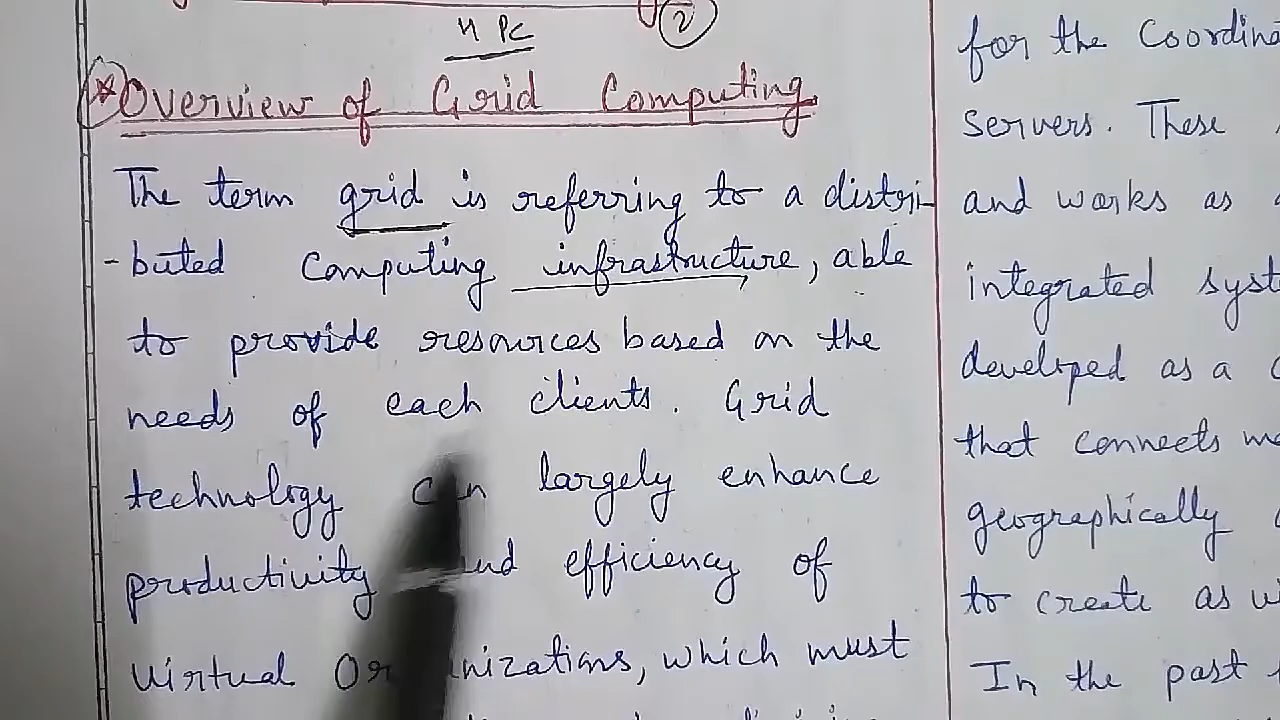 2
H PC
* Overview of Grid Computing
The term grid is referring to a distri-
-buted computing infrastructure, able
to provide resources based on the
needs of each clients. Grid
technology can largely enhance
productivity and efficiency of
Virtual Organizations, which must
for the Coordina
servers. These
and works as
integrated syst
developed as a
that connects
geographically
to create as
In the past